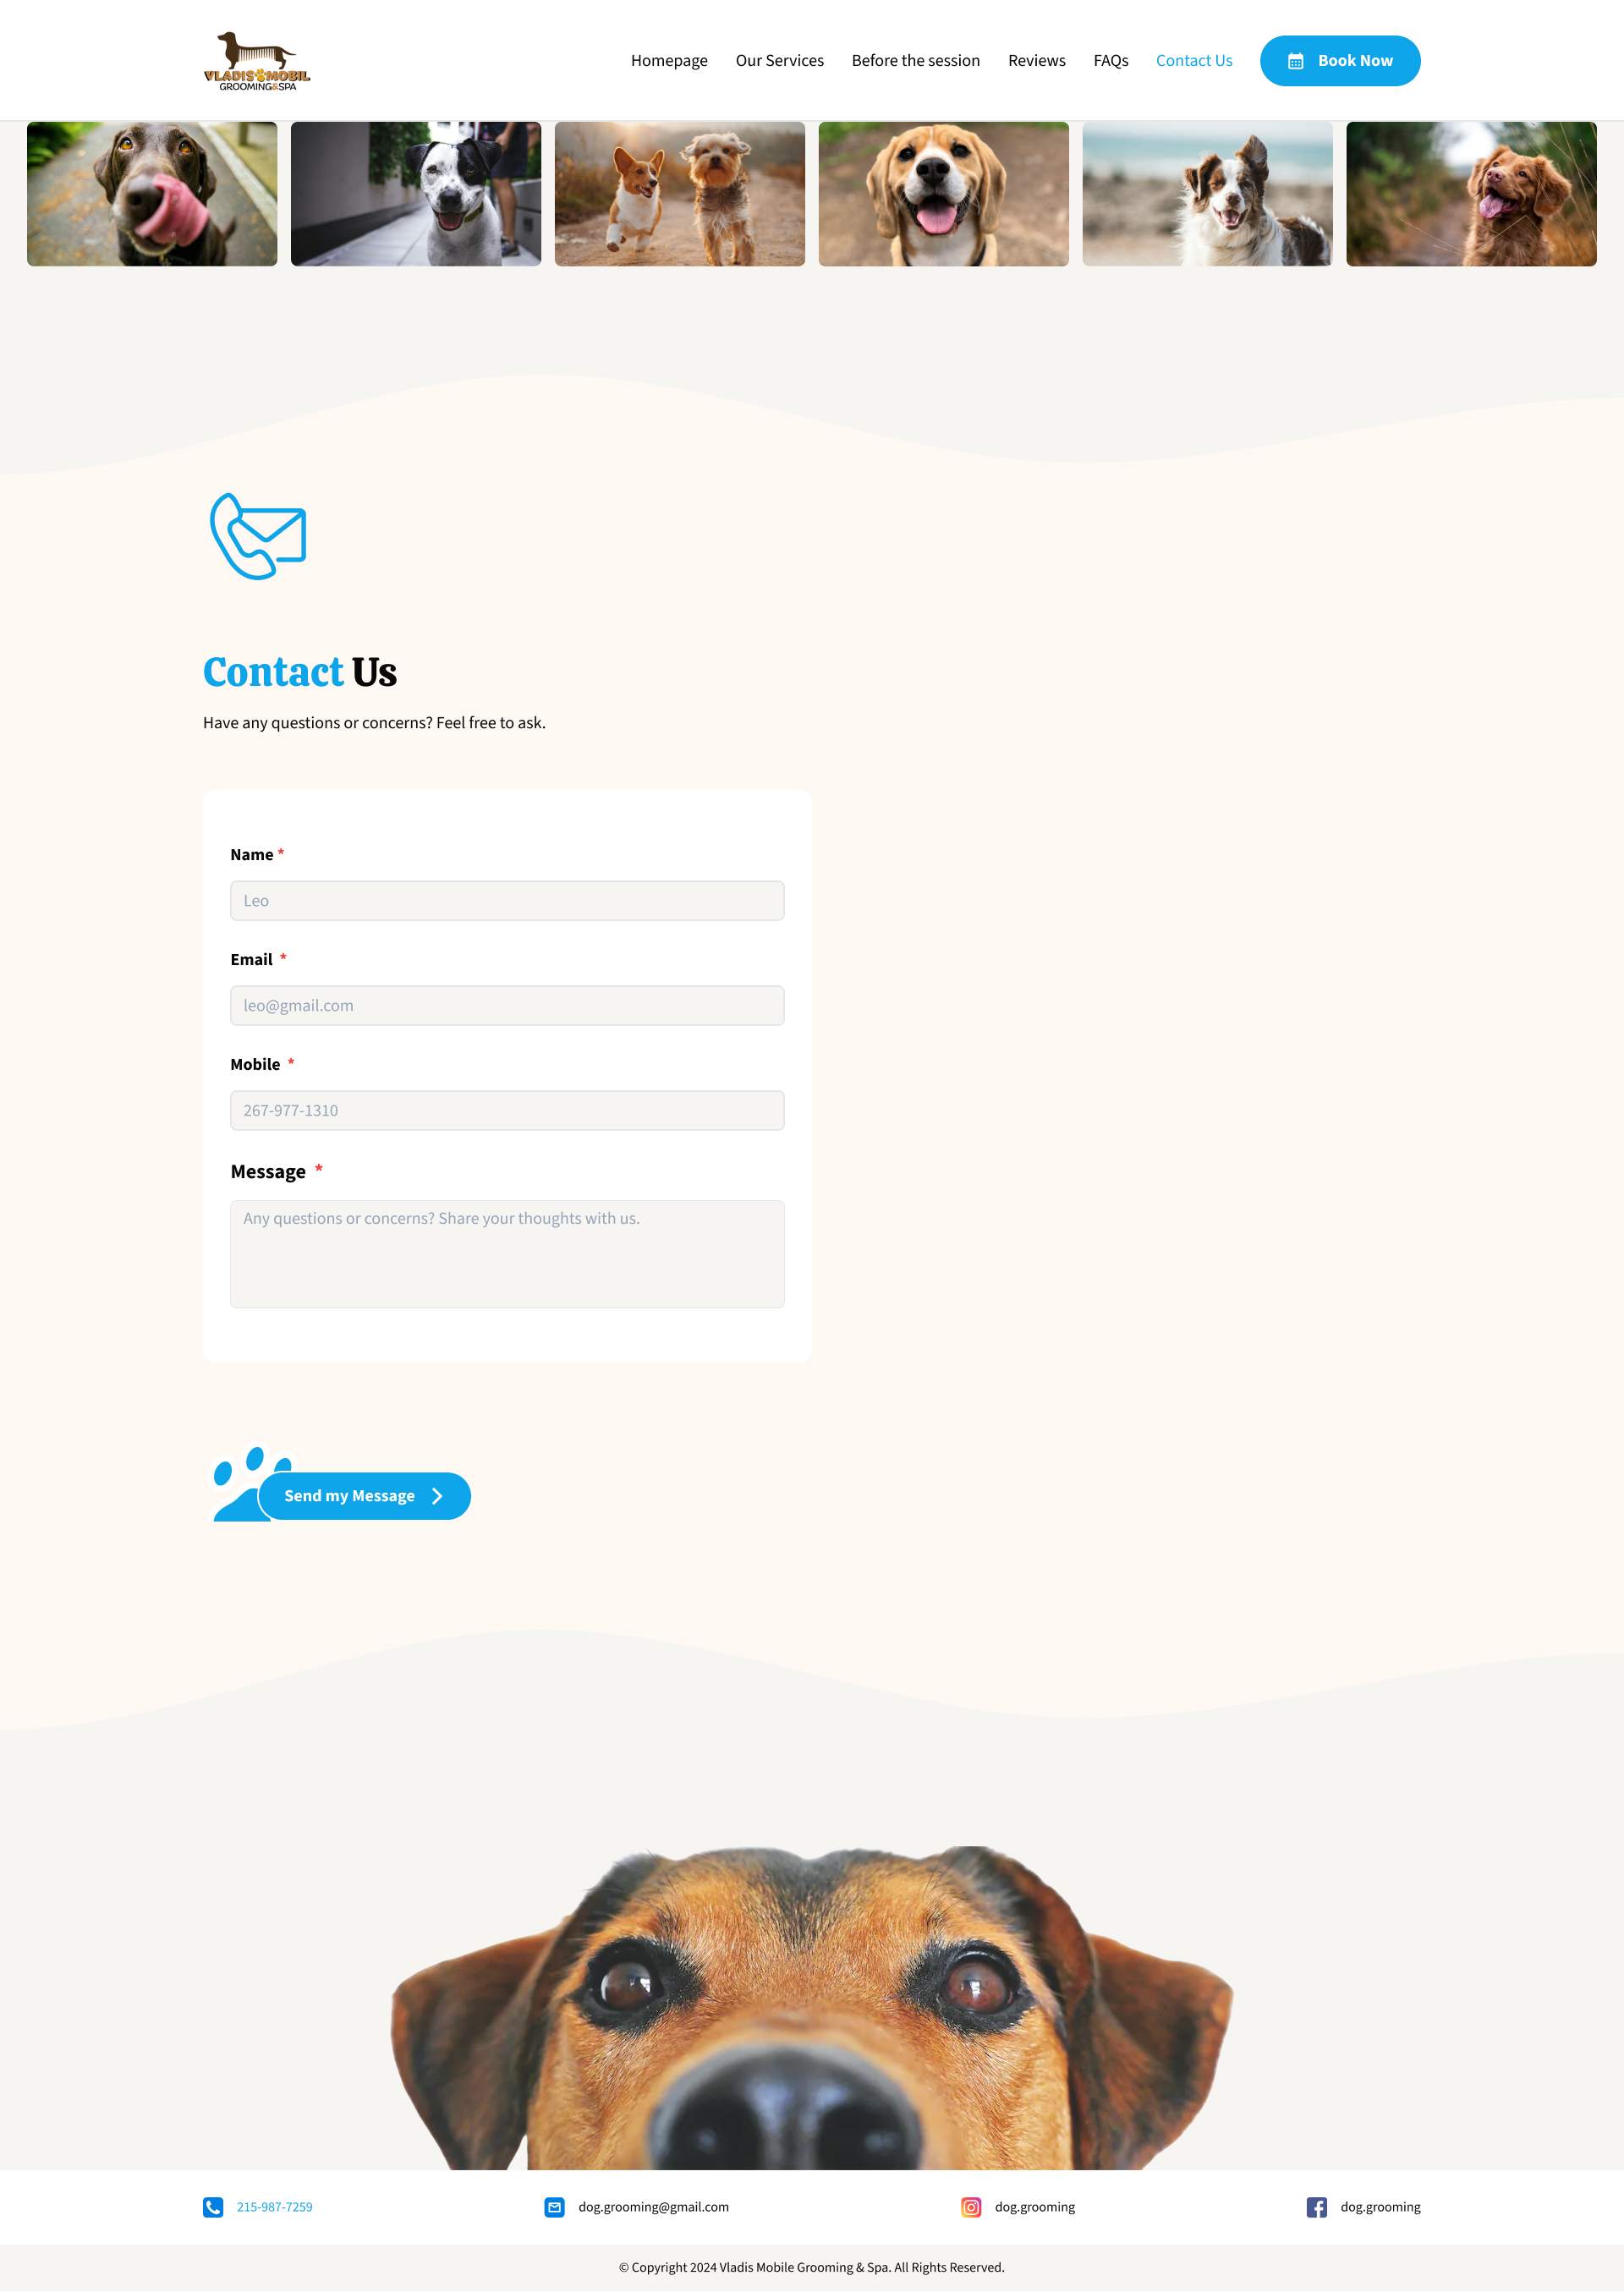 VLADIS MOBIL
GROOMING&SPA
Homepage
Our Services
Before the session
Reviews
FAQs
Contact Us
Book Now
Contact Us
Have any questions or concerns? Feel free to ask.
Name *
Leo
Email *
leo@gmail.com
Mobile *
267-977-1310
Message *
Any questions or concerns? Share your thoughts with us.
Send my Message
215-987-7259
dog.grooming@gmail.com
dog.grooming
dog.grooming
© Copyright 2024 Vladis Mobile Grooming & Spa. All Rights Reserved.